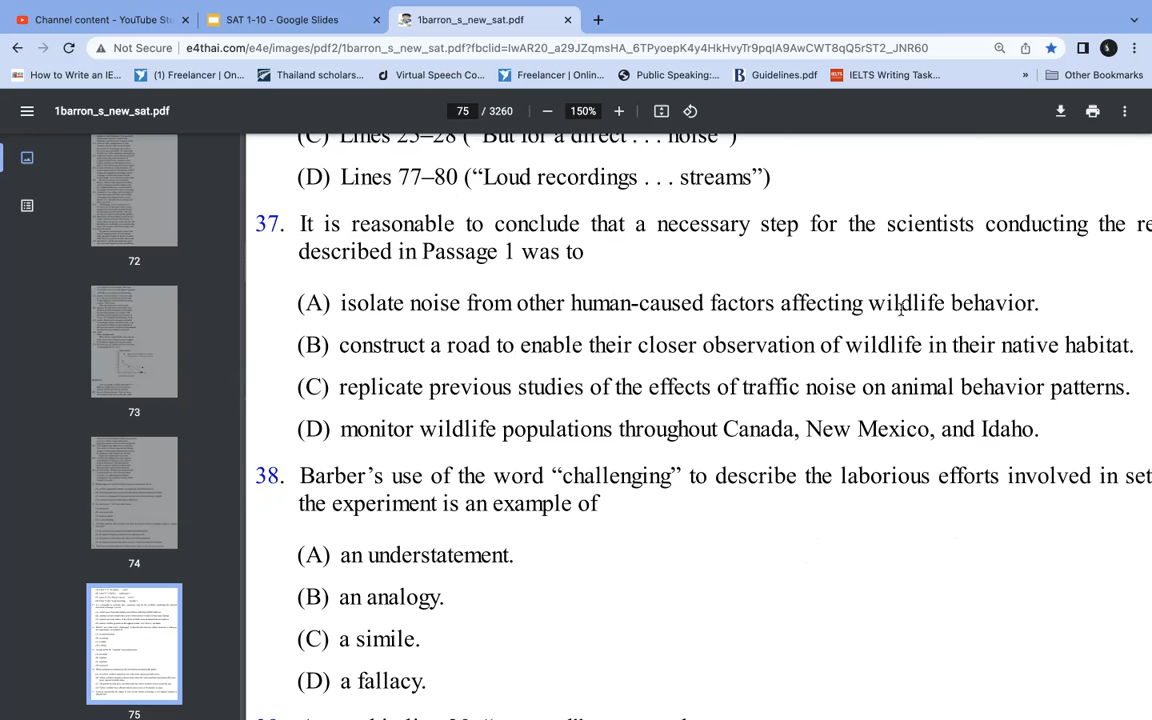 Channel content - YouTube Stu
SAT 1-10 - Google Slides
1barron_s_new_sat.pdf
Not Secure
e4thai.com/e4e/images/pdf2/1barron_s_new_sat.pdf?fbclid=IwAR20_a29JZqmsHA_6TPyoepK4y4HkHvyTr9pqIA9AwCWT8qQ5rST2_JNR60
How to Write an IE...
(1) Freelancer | On...
Thailand scholars...
Virtual Speech Co...
Freelancer | Onlin...
Public Speaking:...
Guidelines.pdf
IELTS Writing Task...
»
Other Bookmarks
1barron_s_new_sat.pdf
75 / 3260
150%
(C) Lines 25–28 (“But for a direct . . . noise”)
(D) Lines 77–80 (“Loud recordings . . . streams”)
37. It is reasonable to conclude that a necessary step for the scientists conducting the re
described in Passage 1 was to
(A) isolate noise from other human-caused factors affecting wildlife behavior.
(B) construct a road to enable their closer observation of wildlife in their native habitat.
(C) replicate previous studies of the effects of traffic noise on animal behavior patterns.
(D) monitor wildlife populations throughout Canada, New Mexico, and Idaho.
38. Barber’s use of the word “challenging” to describe the laborious efforts involved in set
the experiment is an example of
(A) an understatement.
(B) an analogy.
(C) a simile.
(D) a fallacy.
72
73
74
75